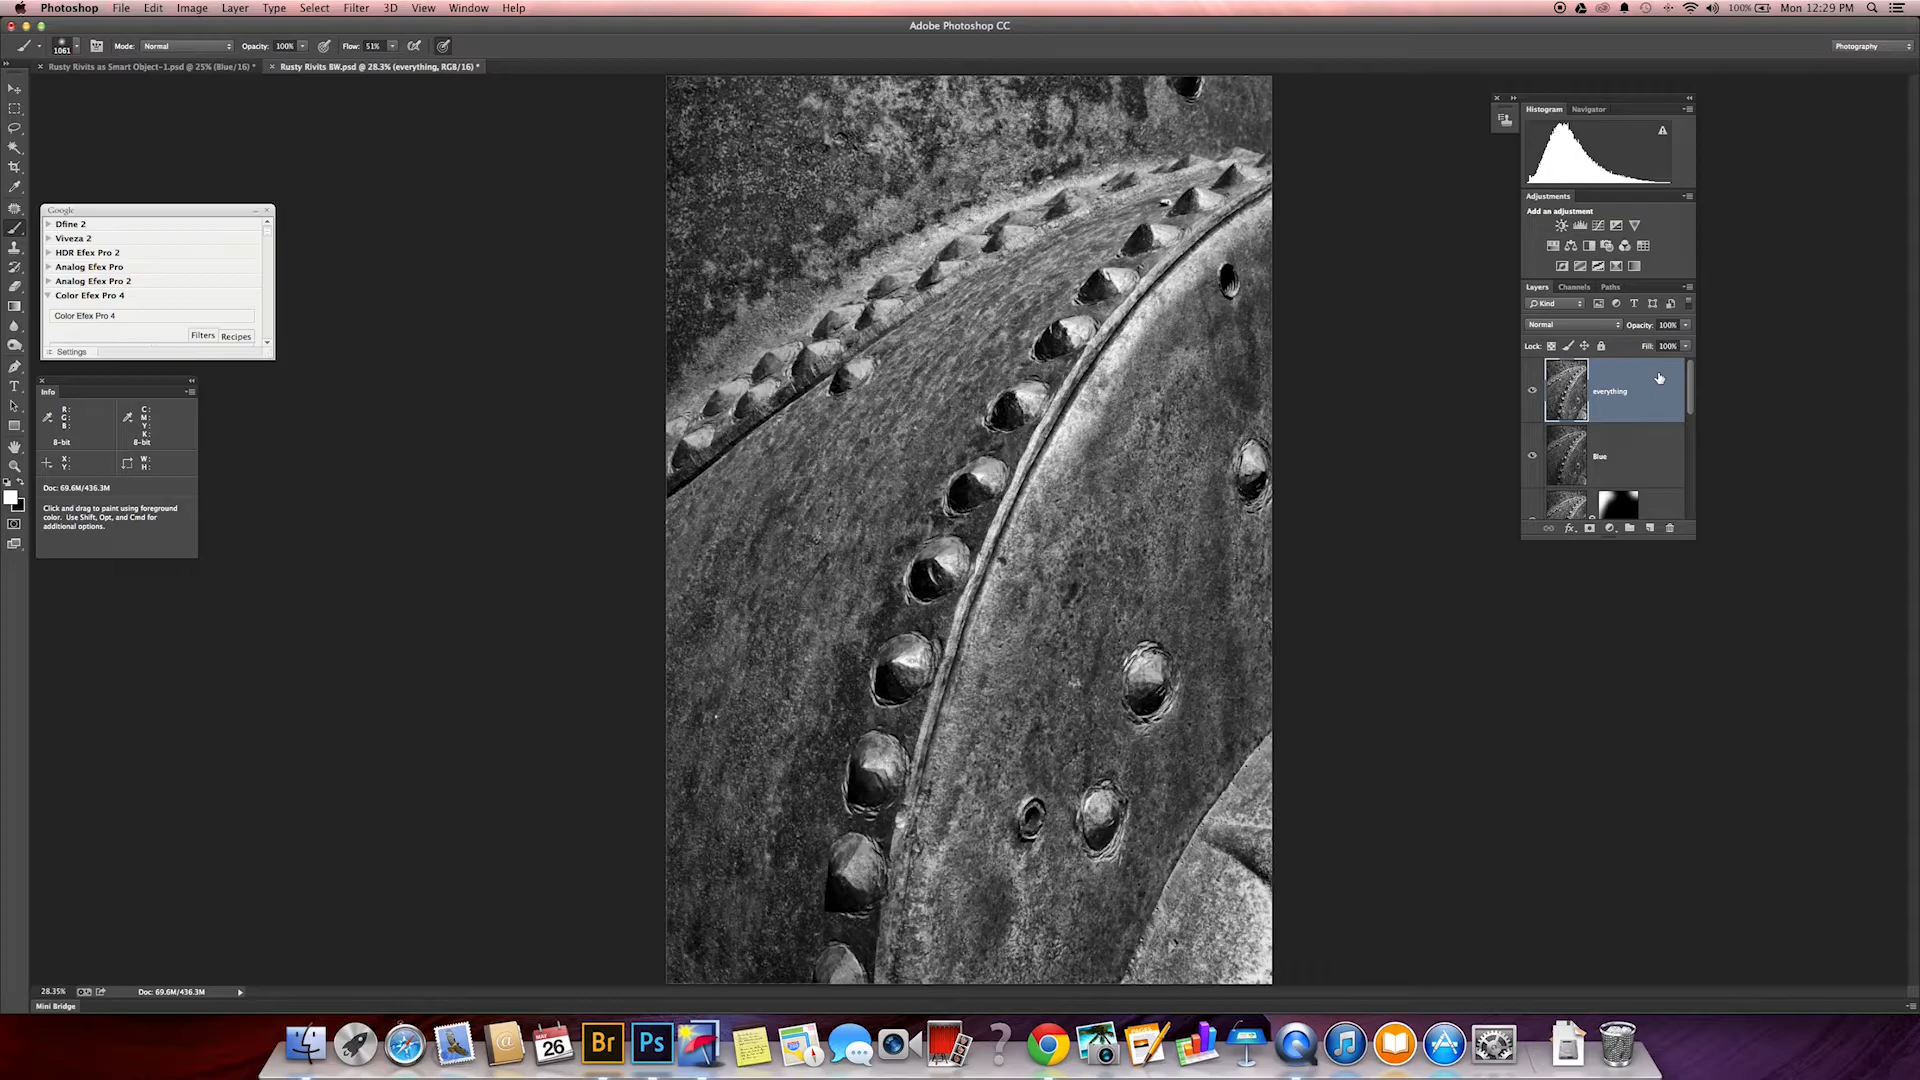 Photoshop File Edit Image Layer Type Select Filter 3D View Window Help 100% Mon 12:29 PM
Adobe Photoshop CC
1061 Mode: Normal Opacity: 100% Flow: 51% Photography
Rusty Rivits as Smart Object-1.psd @ 25% (Blue/16) * Rusty Rivits BW.psd @ 28.3% (everything, RGB/16) *
Histogram Navigator
Adjustments
Add an adjustment
Layers Channels Paths
Kind
Normal Opacity: 100%
Lock: Fill: 100%
everything
Blue
fx
Google
Dfine 2
Viveza 2
HDR Efex Pro 2
Analog Efex Pro
Analog Efex Pro 2
Color Efex Pro 4
Color Efex Pro 4
Filters Recipes
Settings
Info
R: C:
G: M:
B: Y:
K:
8-bit 8-bit
X: W:
Y: H:
Doc: 69.6M/436.3M
Click and drag to paint using foreground
color. Use Shift, Opt, and Cmd for
additional options.
28.35% Doc: 69.6M/436.3M
Mini Bridge
MAY
26
Br
Ps